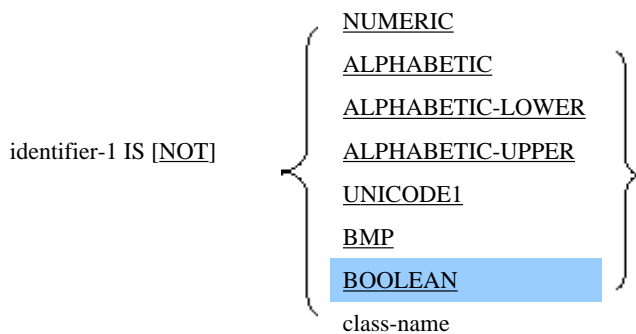 NUMERIC
ALPHABETIC
ALPHABETIC-LOWER
identifier-1 IS [NOT]
ALPHABETIC-UPPER
UNICODE1
BMP
BOOLEAN
class-name